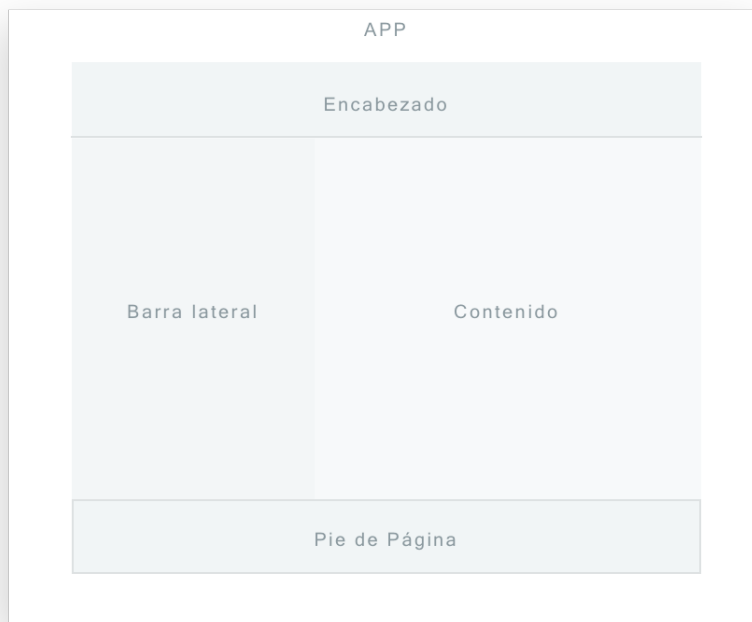 APP
Encabezado
Barra lateral
Contenido
Pie de Página